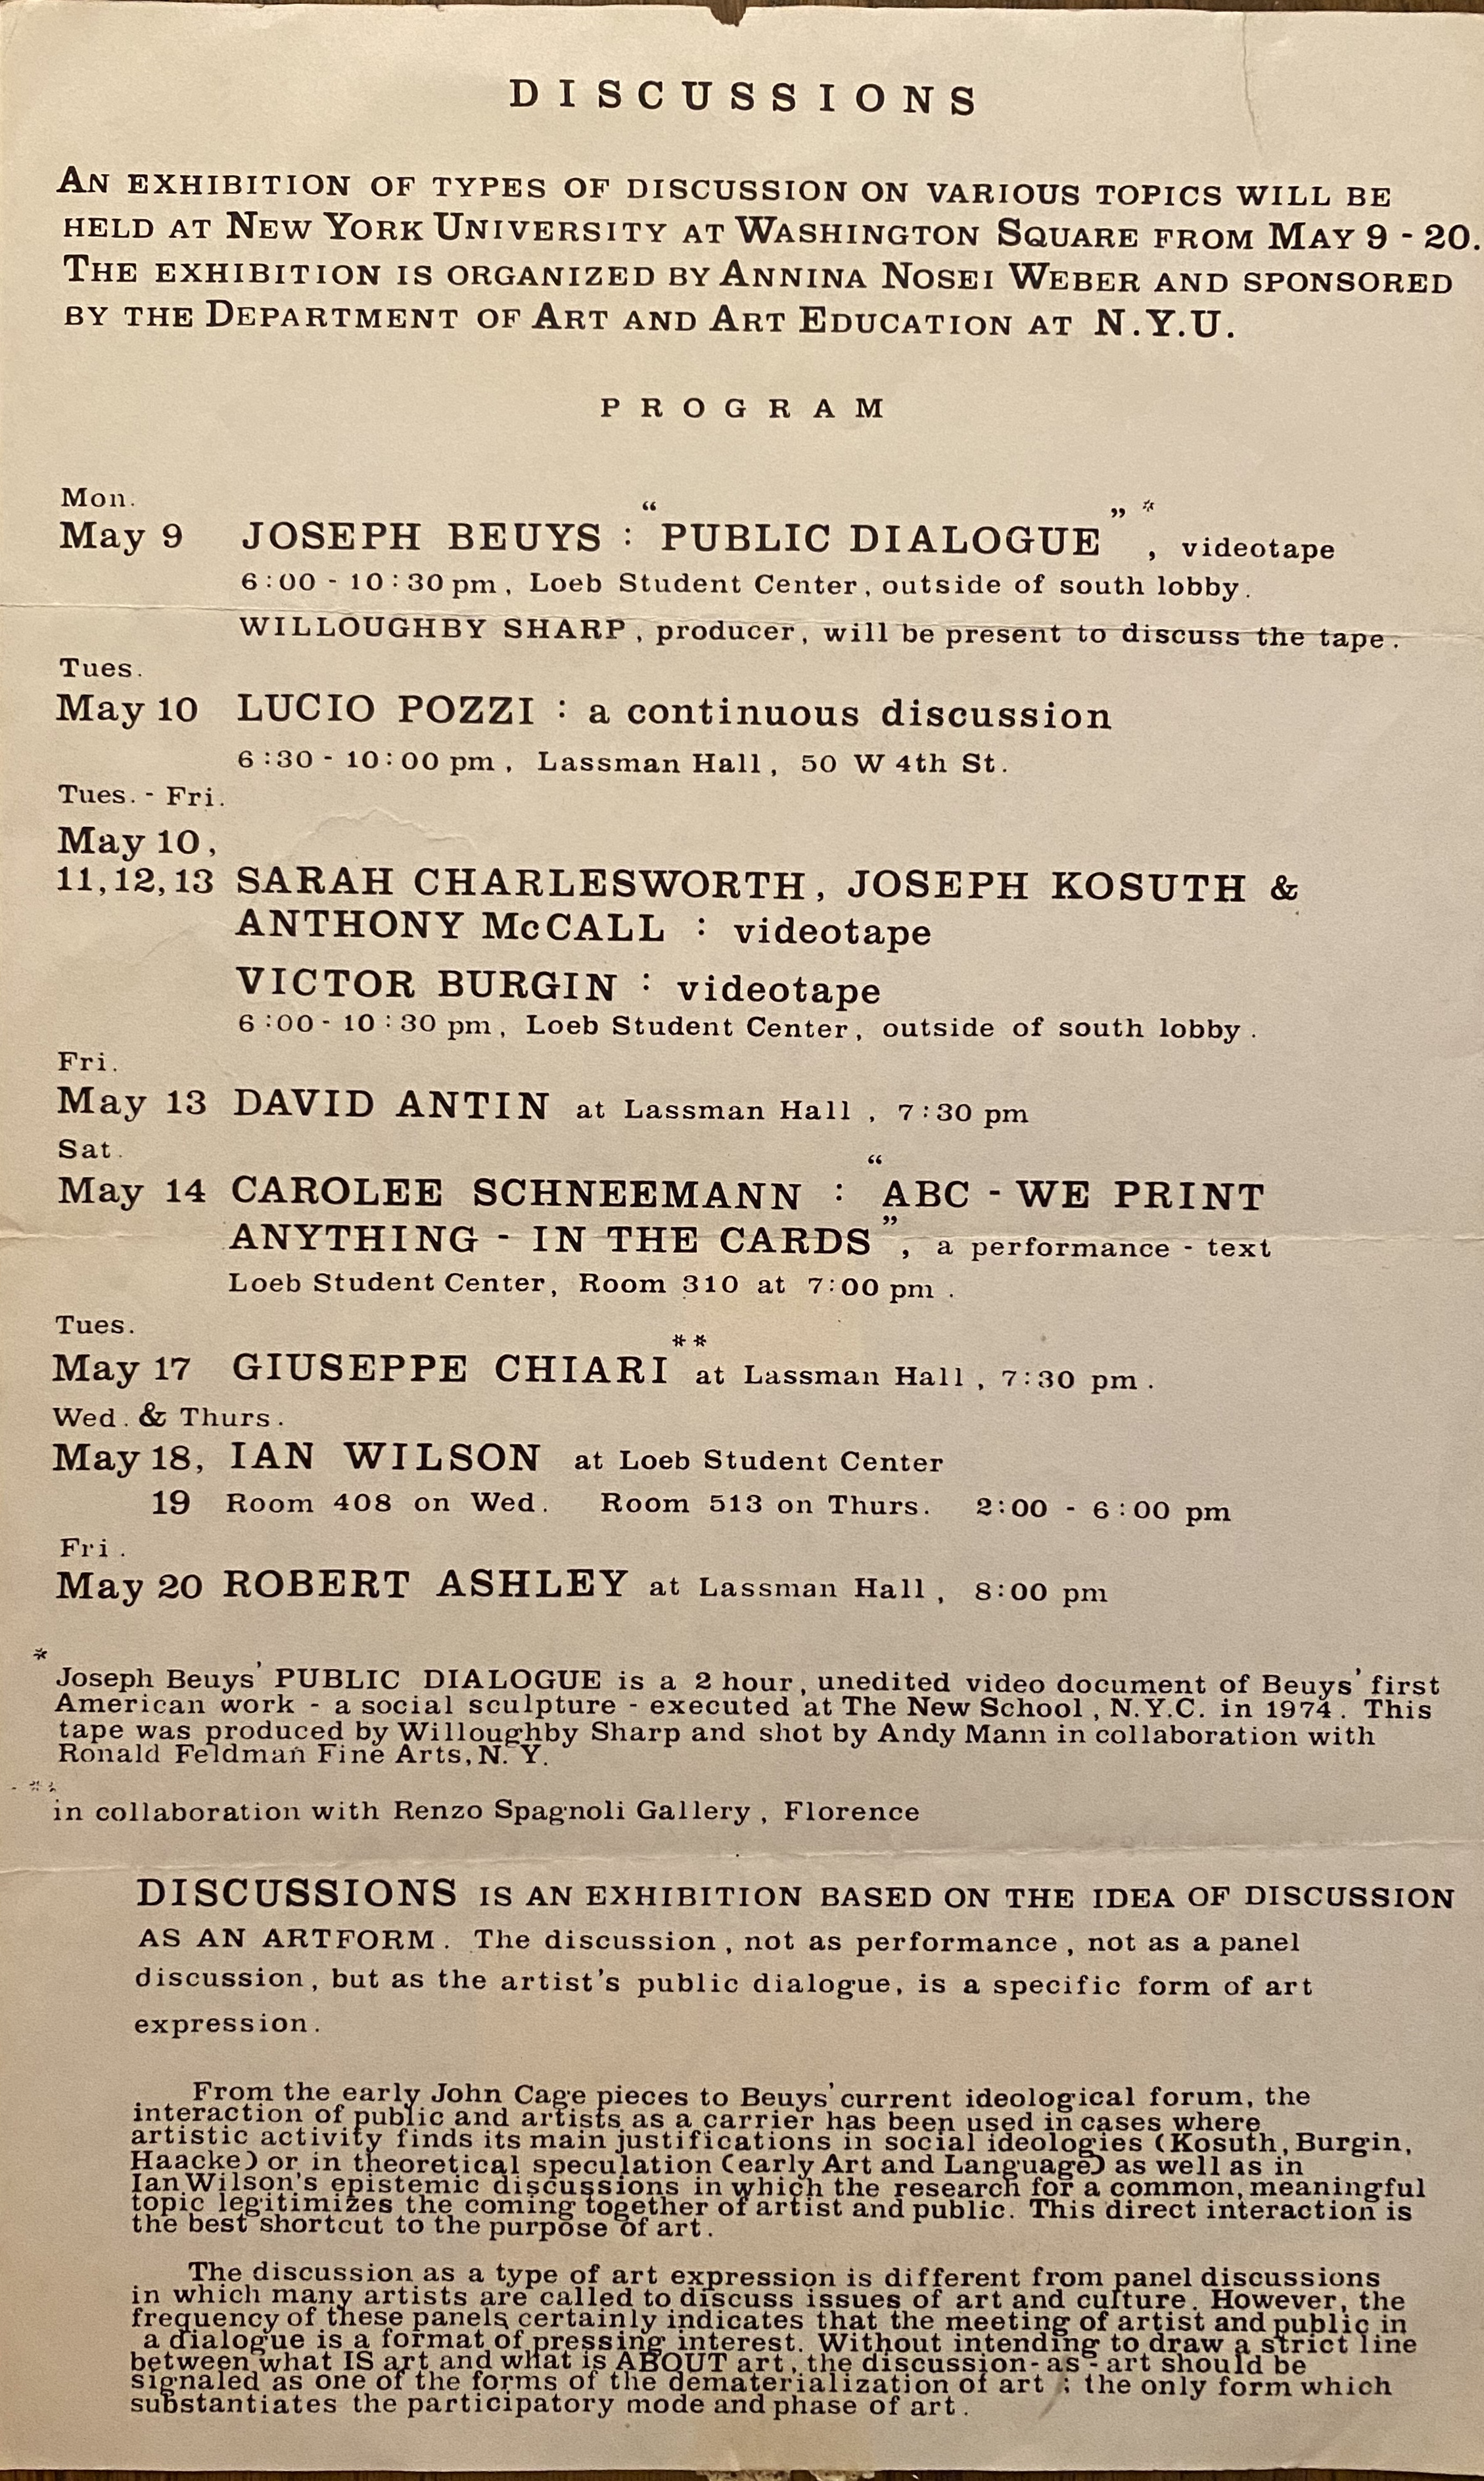 DISCUSSIONS
AN EXHIBITION OF TYPES OF DISCUSSION ON VARIOUS TOPICS WILL BE
HELD AT NEW YORK UNIVERSITY AT WASHINGTON SQUARE FROM MAY 9 - 20.
THE EXHIBITION IS ORGANIZED BY ANNINA NOSEI WEBER AND SPONSORED
BY THE DEPARTMENT OF ART AND ART EDUCATION AT N.Y.U.
PROGRAM
Mon.
May 9 JOSEPH BEUYS : “PUBLIC DIALOGUE” * , videotape
6:00 - 10:30 pm, Loeb Student Center, outside of south lobby.
WILLOUGHBY SHARP, producer, will be present to discuss the tape.
Tues.
May 10 LUCIO POZZI : a continuous discussion
6:30 - 10:00 pm, Lassman Hall, 50 W 4th St.
Tues. - Fri.
May 10,
11,12,13 SARAH CHARLESWORTH, JOSEPH KOSUTH &
ANTHONY McCALL : videotape
VICTOR BURGIN : videotape
6:00 - 10:30 pm, Loeb Student Center, outside of south lobby.
Fri.
May 13 DAVID ANTIN at Lassman Hall, 7:30 pm
Sat.
May 14 CAROLEE SCHNEEMANN : “ABC - WE PRINT
ANYTHING - IN THE CARDS”, a performance - text
Loeb Student Center, Room 310 at 7:00 pm.
Tues.
May 17 GIUSEPPE CHIARI ** at Lassman Hall, 7:30 pm.
Wed. & Thurs.
May 18, IAN WILSON at Loeb Student Center
19 Room 408 on Wed. Room 513 on Thurs. 2:00 - 6:00 pm
Fri.
May 20 ROBERT ASHLEY at Lassman Hall, 8:00 pm
*
Joseph Beuys' PUBLIC DIALOGUE is a 2 hour, unedited video document of Beuys' first
American work - a social sculpture - executed at The New School, N.Y.C. in 1974. This
tape was produced by Willoughby Sharp and shot by Andy Mann in collaboration with
Ronald Feldman Fine Arts, N. Y.
**
in collaboration with Renzo Spagnoli Gallery, Florence
DISCUSSIONS IS AN EXHIBITION BASED ON THE IDEA OF DISCUSSION
AS AN ARTFORM. The discussion, not as performance, not as a panel
discussion, but as the artist's public dialogue, is a specific form of art
expression.
From the early John Cage pieces to Beuys' current ideological forum, the
interaction of public and artists as a carrier has been used in cases where
artistic activity finds its main justifications in social ideologies (Kosuth, Burgin,
Haacke) or in theoretical speculation (early Art and Language) as well as in
Ian Wilson's epistemic discussions in which the research for a common, meaningful
topic legitimizes the coming together of artist and public. This direct interaction is
the best shortcut to the purpose of art.
The discussion as a type of art expression is different from panel discussions
in which many artists are called to discuss issues of art and culture. However, the
frequency of these panels certainly indicates that the meeting of artist and public in
a dialogue is a format of pressing interest. Without intending to draw a strict line
between what IS art and what is ABOUT art, the discussion-as-art should be
signaled as one of the forms of the dematerialization of art ; the only form which
substantiates the participatory mode and phase of art.